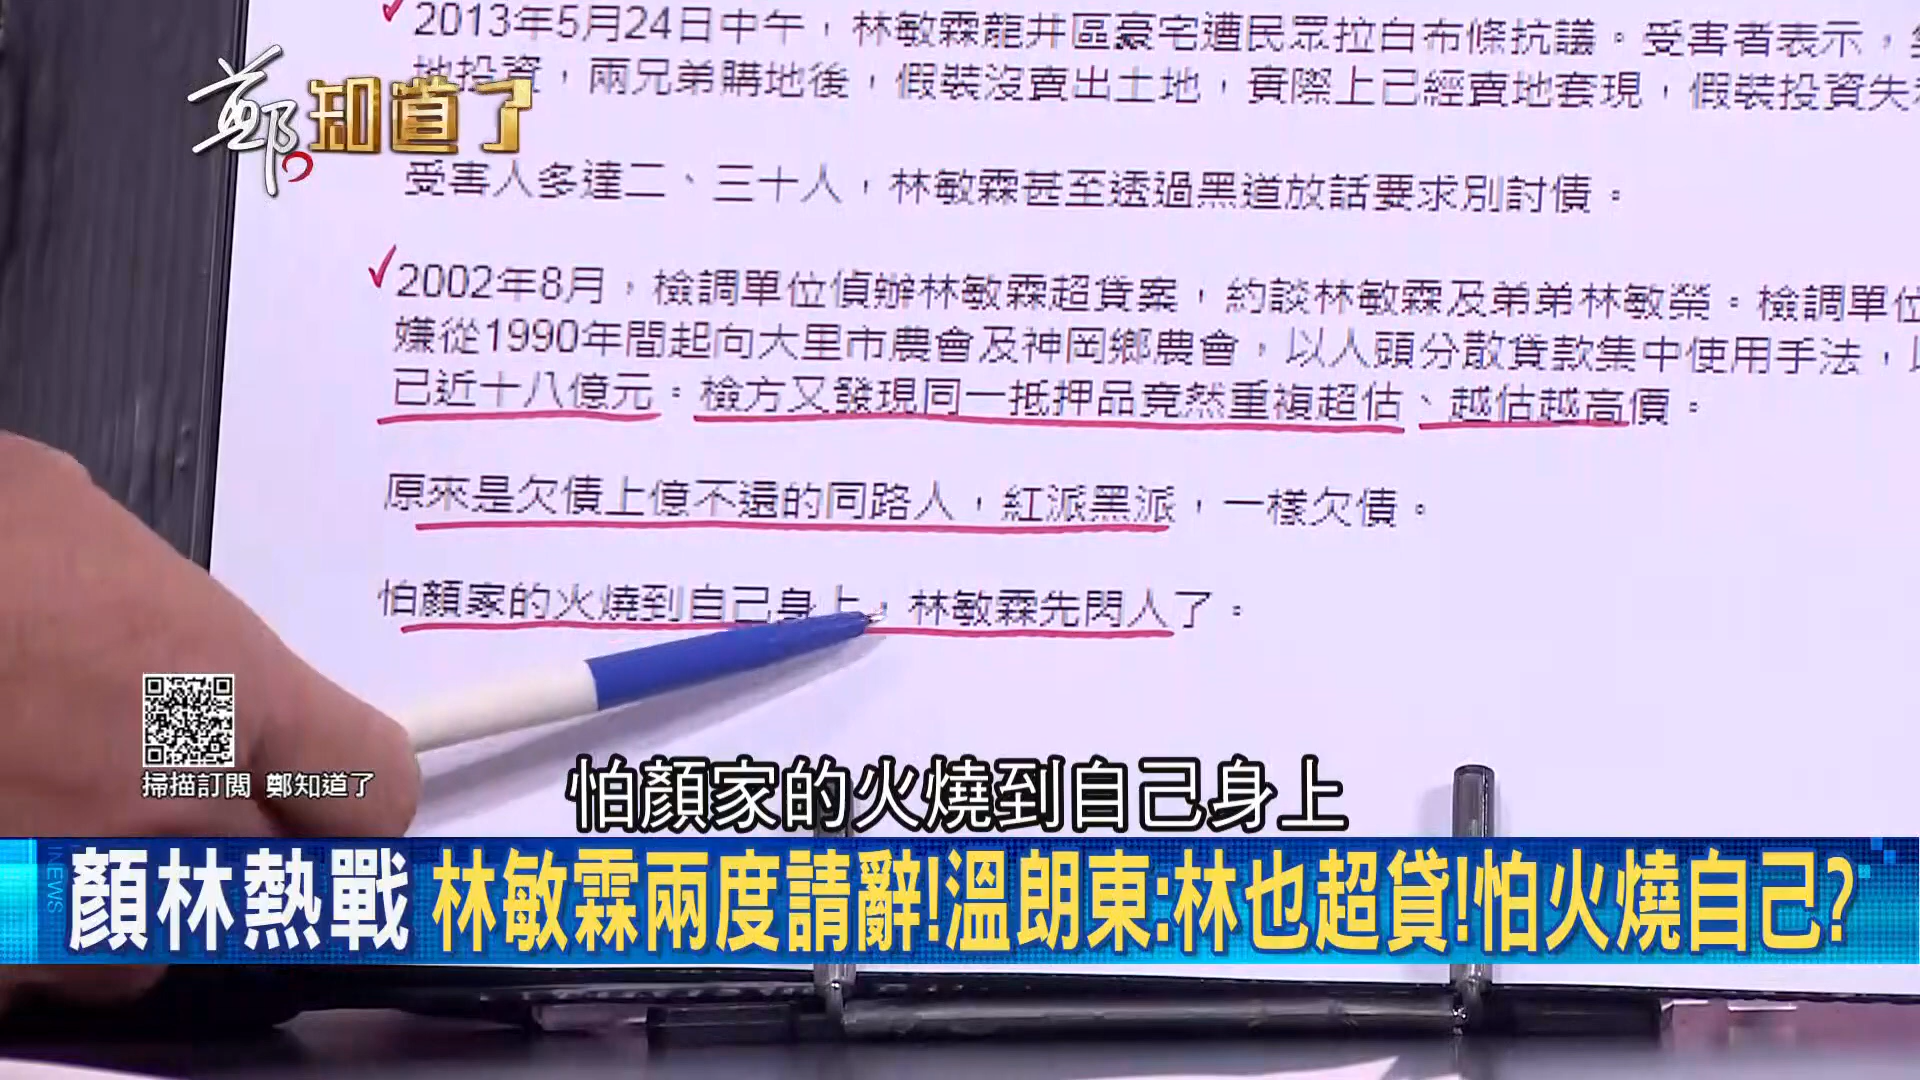 2013年5月24日中午，林敏霖龍井區豪宅遭民眾拉白布條抗議。受害者表示，
地投資，兩兄弟購地後，假裝沒賣出土地，實際上已經賣地套現，假裝投資失
鄭知道了
受害人多達二、三十人，林敏霖甚至透過黑道放話要求別討債。
2002年8月，檢調單位偵辦林敏霖超貸案，約談林敏霖及弟弟林敏榮。檢調單位
嫌從1990年間起向大里市農會及神岡鄉農會，以人頭分散貸款集中使用手法，
已近十八億元。檢方又發現同一抵押品竟然重複超估、越估越高價。
原來是欠債上億不還的同路人，紅派黑派，一樣欠債。
怕顏家的火燒到自己身上，林敏霖先閃人了。
掃描訂閱 鄭知道了
怕顏家的火燒到自己身上
NEWS
顏林熱戰 林敏霖兩度請辭!溫朗東:林也超貸!怕火燒自己?